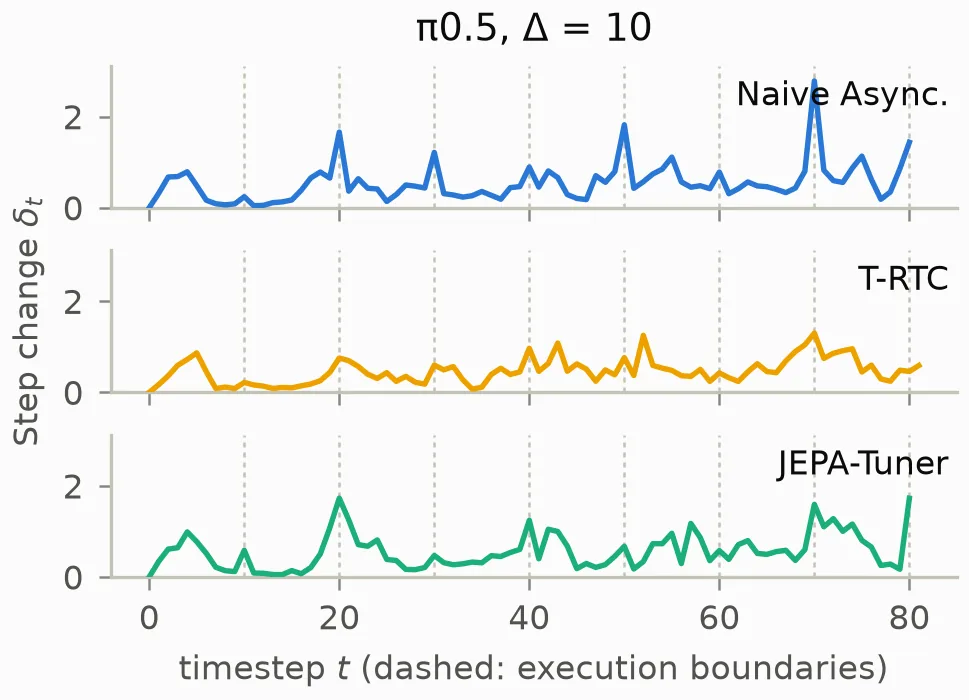 π0.5, Δ = 10
Step change δt
2
0
Naive Async.
2
0
T-RTC
2
0
JEPA-Tuner
0 20 40 60 80
timestep t (dashed: execution boundaries)